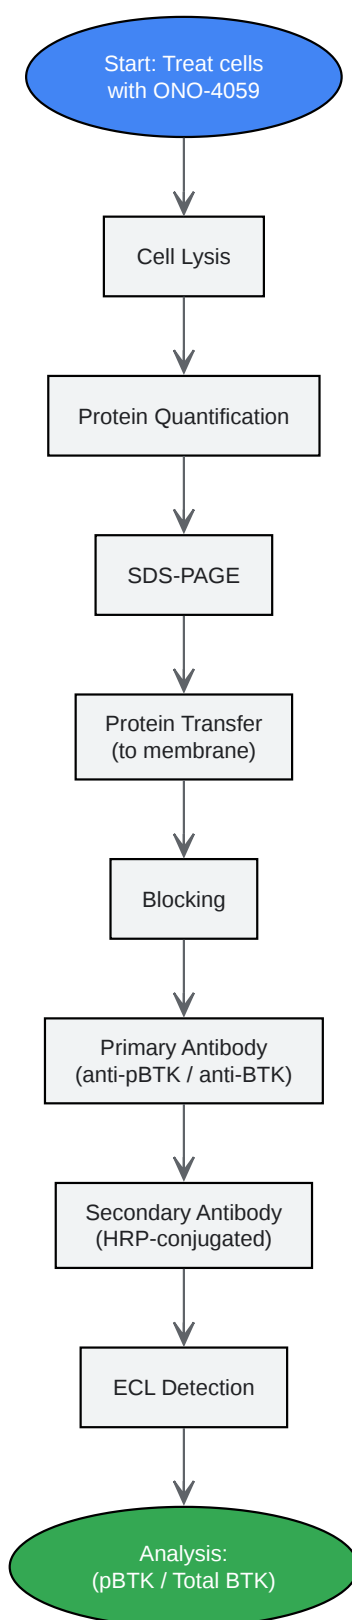 Start: Treat cells
with ONO-4059
Cell Lysis
Protein Quantification
SDS-PAGE
Protein Transfer
(to membrane)
Blocking
Primary Antibody
(anti-pBTK / anti-BTK)
Secondary Antibody
(HRP-conjugated)
ECL Detection
Analysis:
(pBTK / Total BTK)